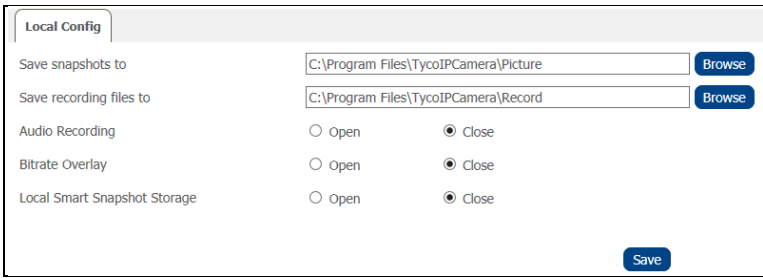 Local Config
Save snapshots to C:\Program Files\TycoIPCamera\Picture Browse
Save recording files to C:\Program Files\TycoIPCamera\Record Browse
Audio Recording Open Close
Bitrate Overlay Open Close
Local Smart Snapshot Storage Open Close
Save